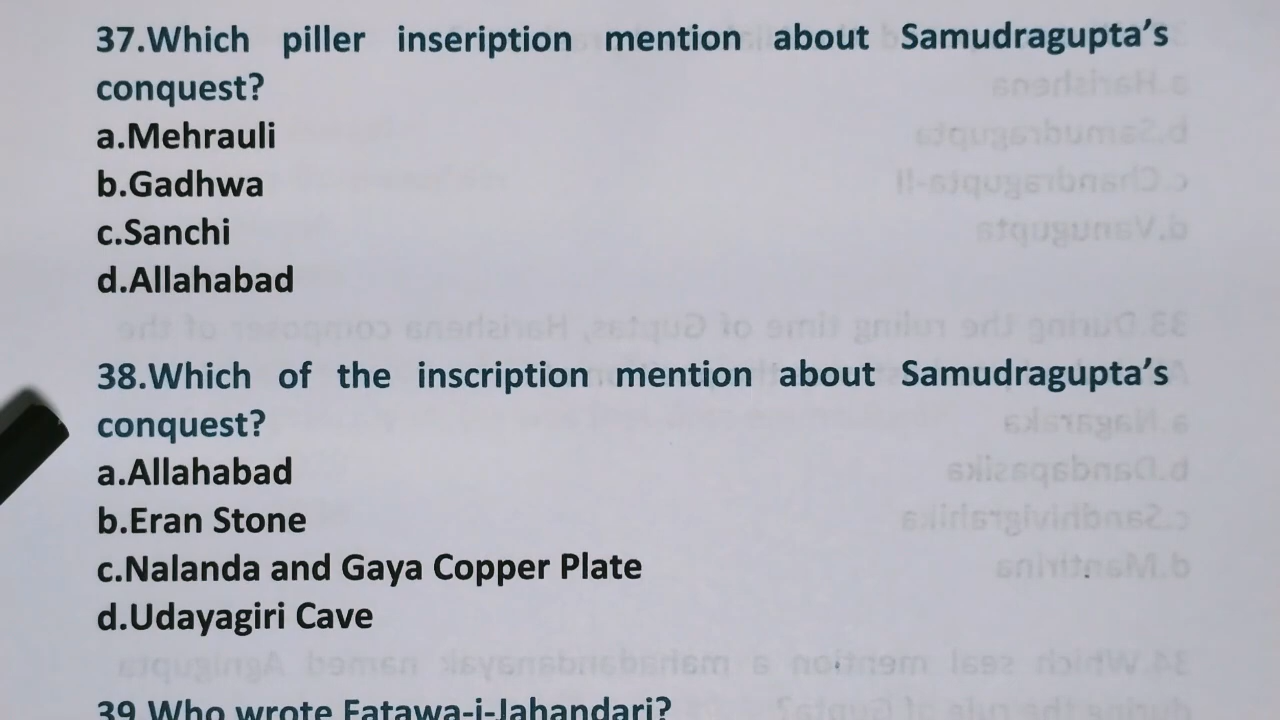 37.Which piller inseription mention about Samudragupta's
conquest?
a.Mehrauli
b.Gadhwa
c.Sanchi
d.Allahabad
38.Which of the inscription mention about Samudragupta's
conquest?
a.Allahabad
b.Eran Stone
c.Nalanda and Gaya Copper Plate
d.Udayagiri Cave
39.Who wrote Fatawa-i-Jahandari?